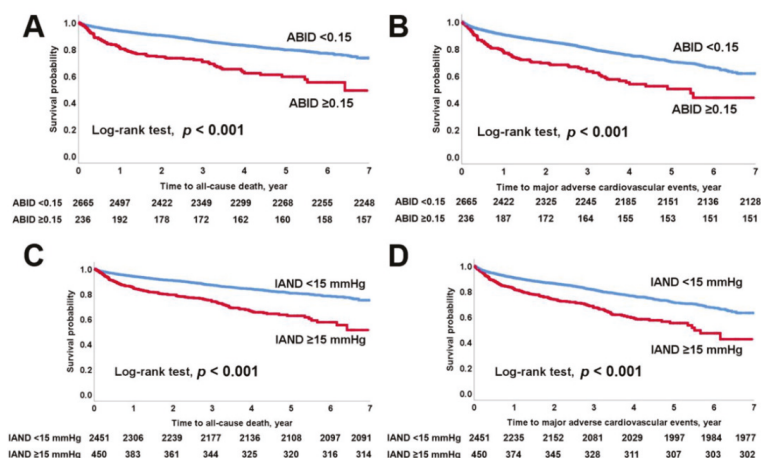 A
Survival probability
1.0
0.8
0.6
0.4
0.2
0.0
ABID <0.15
ABID ≥0.15
Log-rank test, p < 0.001
0 1 2 3 4 5 6 7
Time to all-cause death, year
ABID <0.15 2665 2497 2422 2349 2299 2268 2255 2248
ABID ≥0.15 236 192 178 172 162 160 158 157
B
Survival probability
1.0
0.8
0.6
0.4
0.2
0.0
ABID <0.15
ABID ≥0.15
Log-rank test, p < 0.001
0 1 2 3 4 5 6 7
Time to major adverse cardiovascular events, year
ABID <0.15 2665 2422 2325 2245 2185 2151 2136 2128
ABID ≥0.15 236 187 172 164 155 153 151 151
C
Survival probability
1.0
0.8
0.6
0.4
0.2
0.0
IAND <15 mmHg
IAND ≥15 mmHg
Log-rank test, p < 0.001
0 1 2 3 4 5 6 7
Time to all-cause death, year
IAND <15 mmHg 2451 2306 2239 2177 2136 2108 2097 2091
IAND ≥15 mmHg 450 383 361 344 325 320 316 314
D
Survival probability
1.0
0.8
0.6
0.4
0.2
0.0
IAND <15 mmHg
IAND ≥15 mmHg
Log-rank test, p < 0.001
0 1 2 3 4 5 6 7
Time to major adverse cardiovascular events, year
IAND <15 mmHg 2451 2235 2152 2081 2029 1997 1984 1977
IAND ≥15 mmHg 450 374 345 328 311 307 303 302